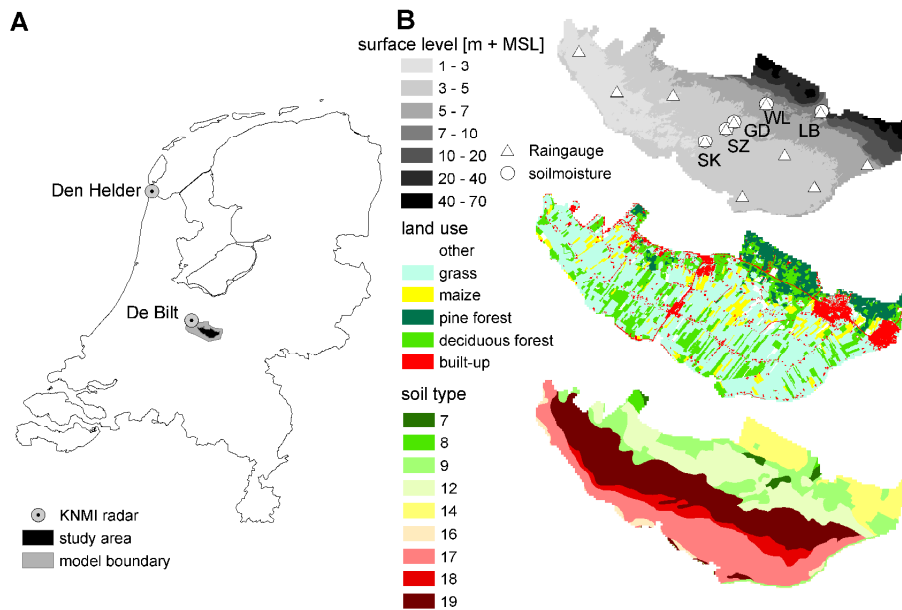 A
Den Helder
De Bilt
KNMI radar
study area
model boundary
B
surface level [m + MSL]
1 - 3
3 - 5
5 - 7
7 - 10
10 - 20
20 - 40
40 - 70
Raingauge
soilmoisture
WL
GD
LB
SZ
SK
land use
other
grass
maize
pine forest
deciduous forest
built-up
soil type
7
8
9
12
14
16
17
18
19